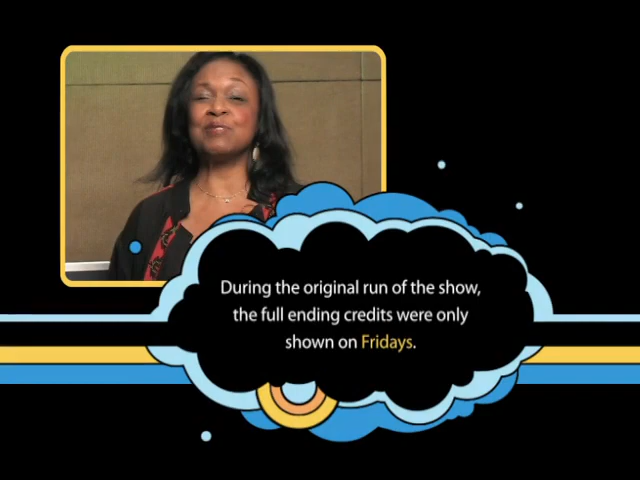 During the original run of the show,
the full ending credits were only
shown on Fridays.